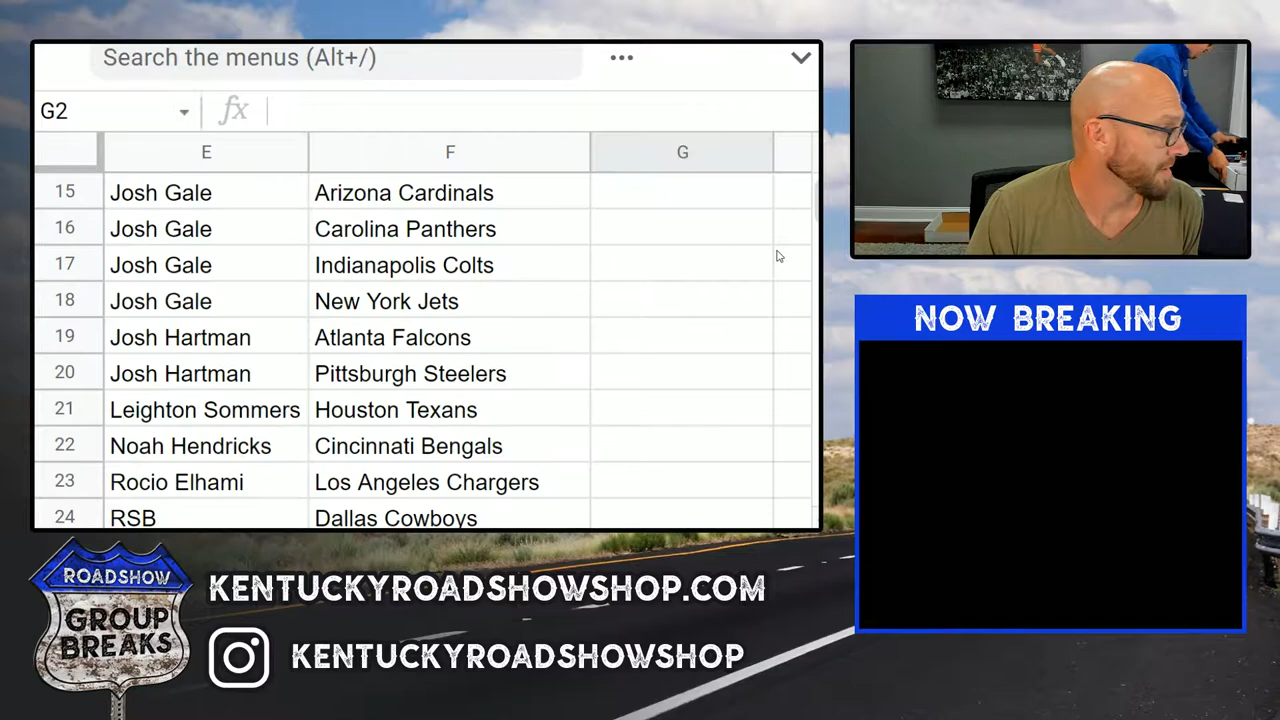 Search the menus (Alt+/)
G2 fx
E F G
15 Josh Gale Arizona Cardinals
16 Josh Gale Carolina Panthers
17 Josh Gale Indianapolis Colts
18 Josh Gale New York Jets
19 Josh Hartman Atlanta Falcons
20 Josh Hartman Pittsburgh Steelers
21 Leighton Sommers Houston Texans
22 Noah Hendricks Cincinnati Bengals
23 Rocio Elhami Los Angeles Chargers
24 RSB Dallas Cowboys
NOW BREAKING
ROADSHOW
GROUP
BREAKS
KENTUCKYROADSHOWSHOP.COM
KENTUCKYROADSHOWSHOP